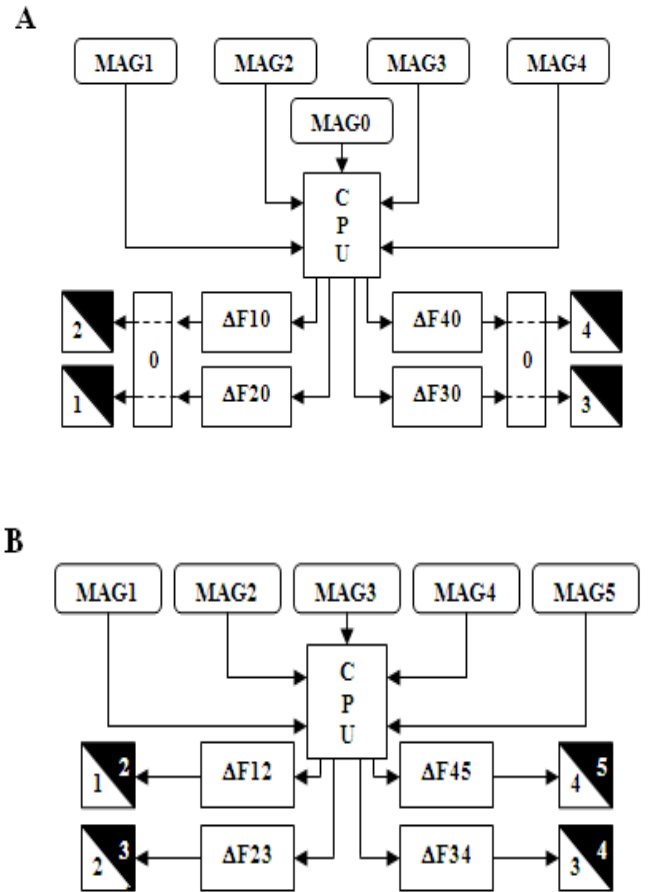 A
MAG1 MAG2 MAG3 MAG4
MAG0
C
P
U
2 ΔF10 ΔF40 4
0 0
1 ΔF20 ΔF30 3
B
MAG1 MAG2 MAG3 MAG4 MAG5
C
P
U
1 2 ΔF12 ΔF45 4 5
2 3 ΔF23 ΔF34 3 4